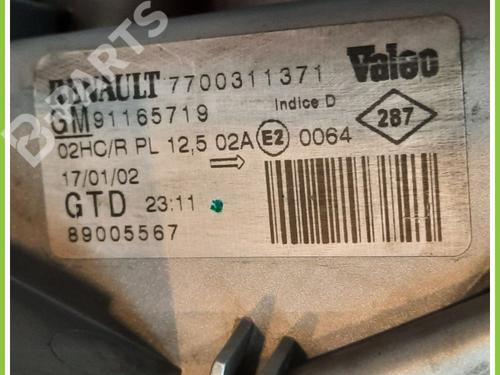 RENAULT 7700311371 Valeo
GM 91165719 Indice D
02HC/R PL 12,5 02A E2 0064 287
17/01/02
GTD 23:11
89005567
B-PARTS